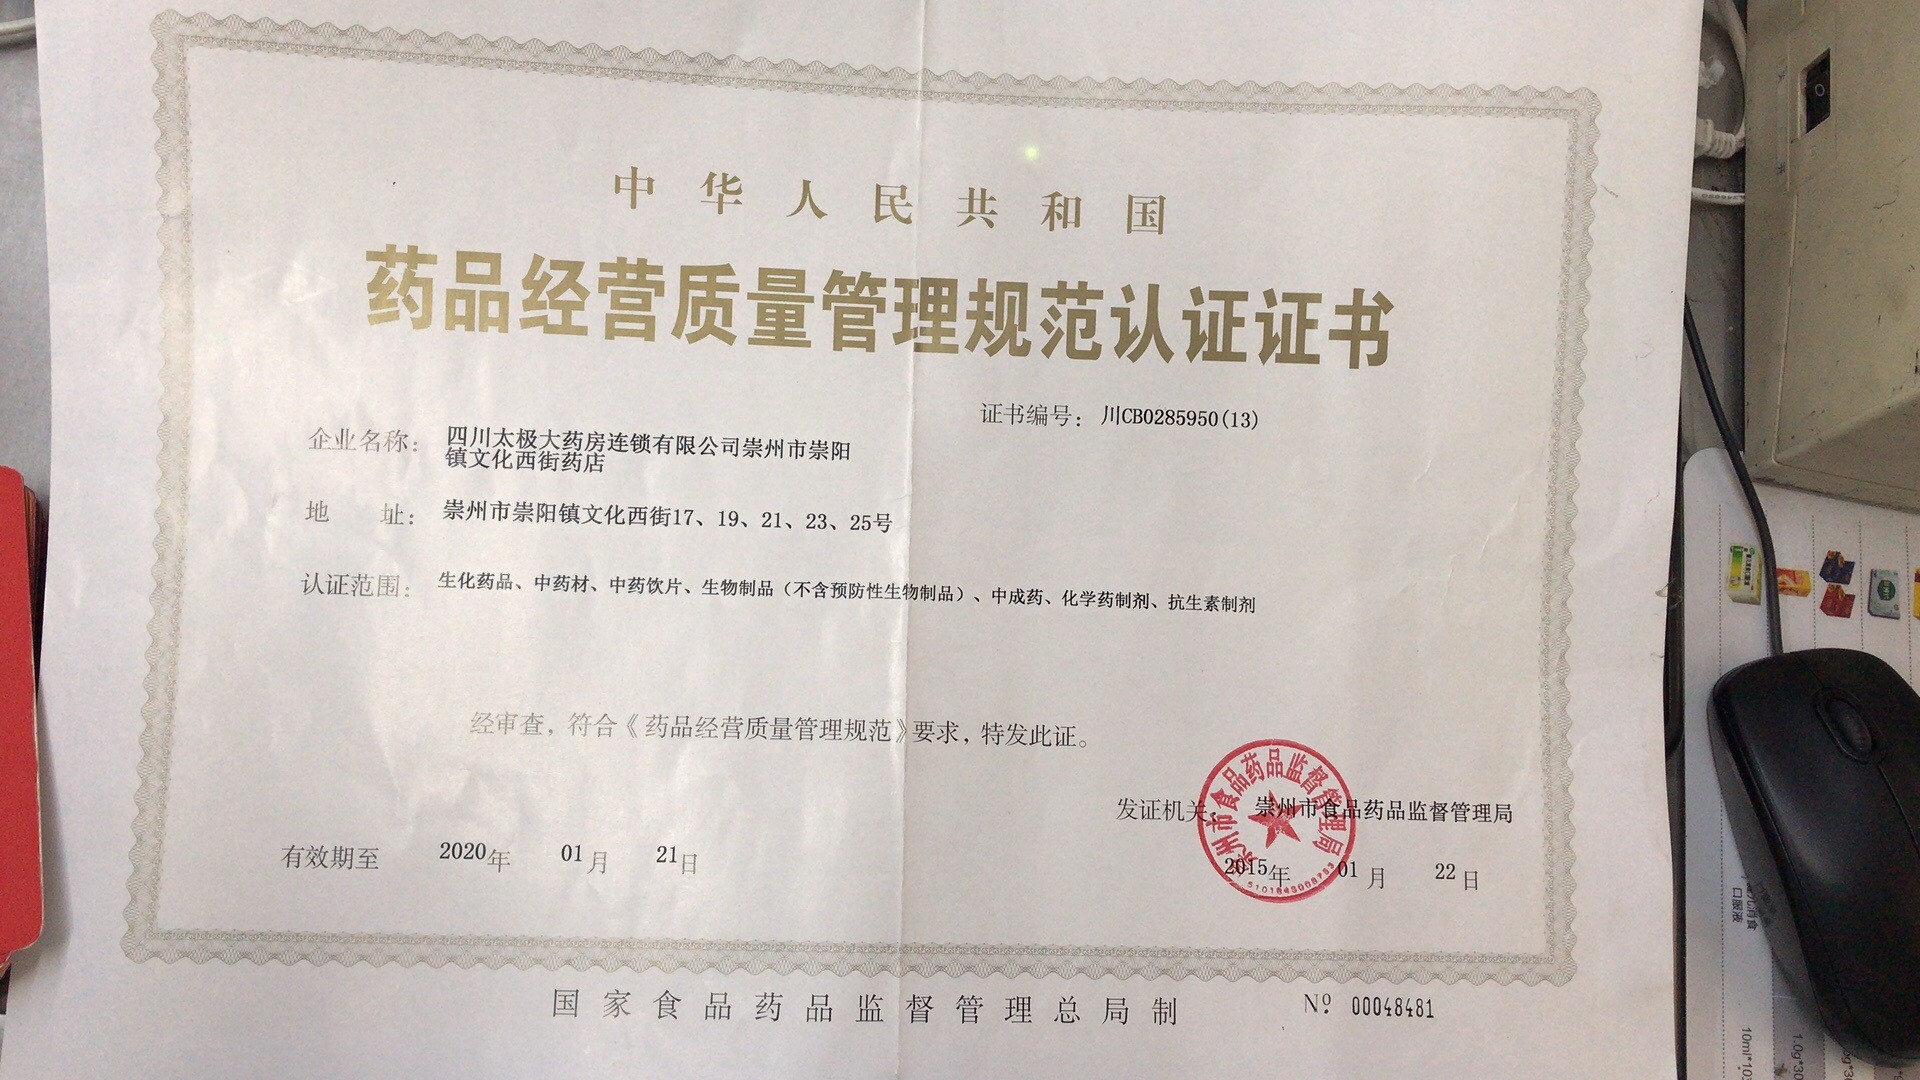 中华人民共和国
药品经营质量管理规范认证证书
证书编号：川CB0285950(13)
企业名称：四川太极大药房连锁有限公司崇州市崇阳
镇文化西街药店
地 址：崇州市崇阳镇文化西街17、19、21、23、25号
认证范围：生化药品、中药材、中药饮片、生物制品（不含预防性生物制品）、中成药、化学药制剂、抗生素制剂
经审查，符合《药品经营质量管理规范》要求，特发此证。
发证机关：崇州市食品药品监督管理局
崇州市食品药品监督管理局
有效期至 2020年 01月 21日
2015年 01月 22日
国家食品药品监督管理总局制
Nº 00048481
口服液